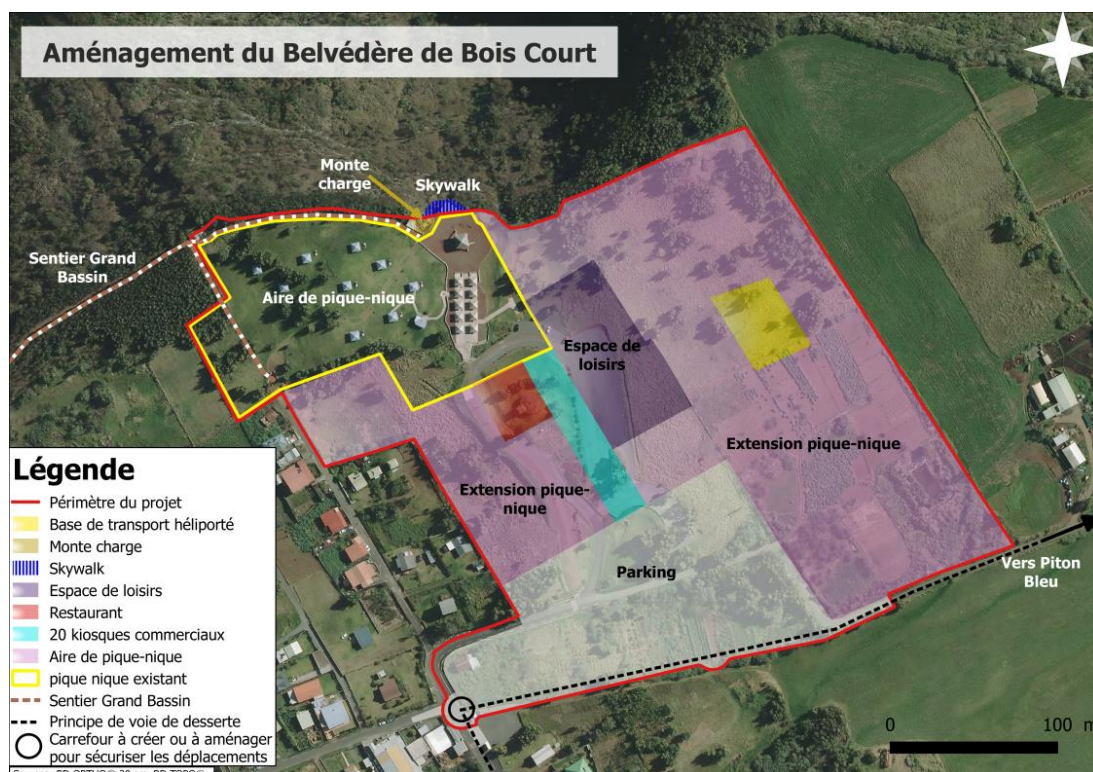 Aménagement du Belvédère de Bois Court
Monte
charge
Skywalk
Sentier Grand
Bassin
Aire de pique-nique
Espace de
loisirs
Extension pique-nique
Extension pique-
nique
Parking
Vers Piton
Bleu
Légende
Périmètre du projet
Base de transport héliporté
Monte charge
Skywalk
Espace de loisirs
Restaurant
20 kiosques commerciaux
Aire de pique-nique
pique nique existant
Sentier Grand Bassin
Principe de voie de desserte
Carrefour à créer ou à aménager
pour sécuriser les déplacements
0 100 m